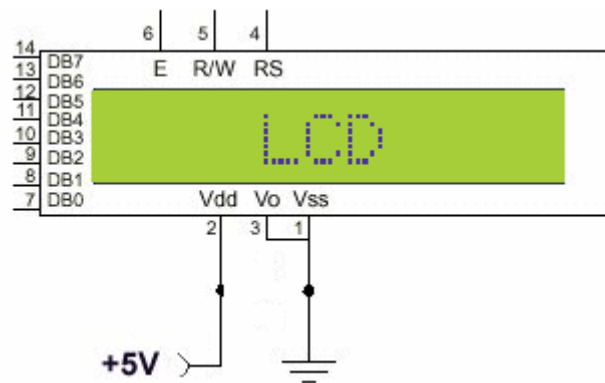 6 5 4
14 DB7 E R/W RS
13 DB6
12 DB5
11 DB4
10 DB3
9 DB2
8 DB1
7 DB0
LCD
Vdd Vo Vss
2 3 1
+5V